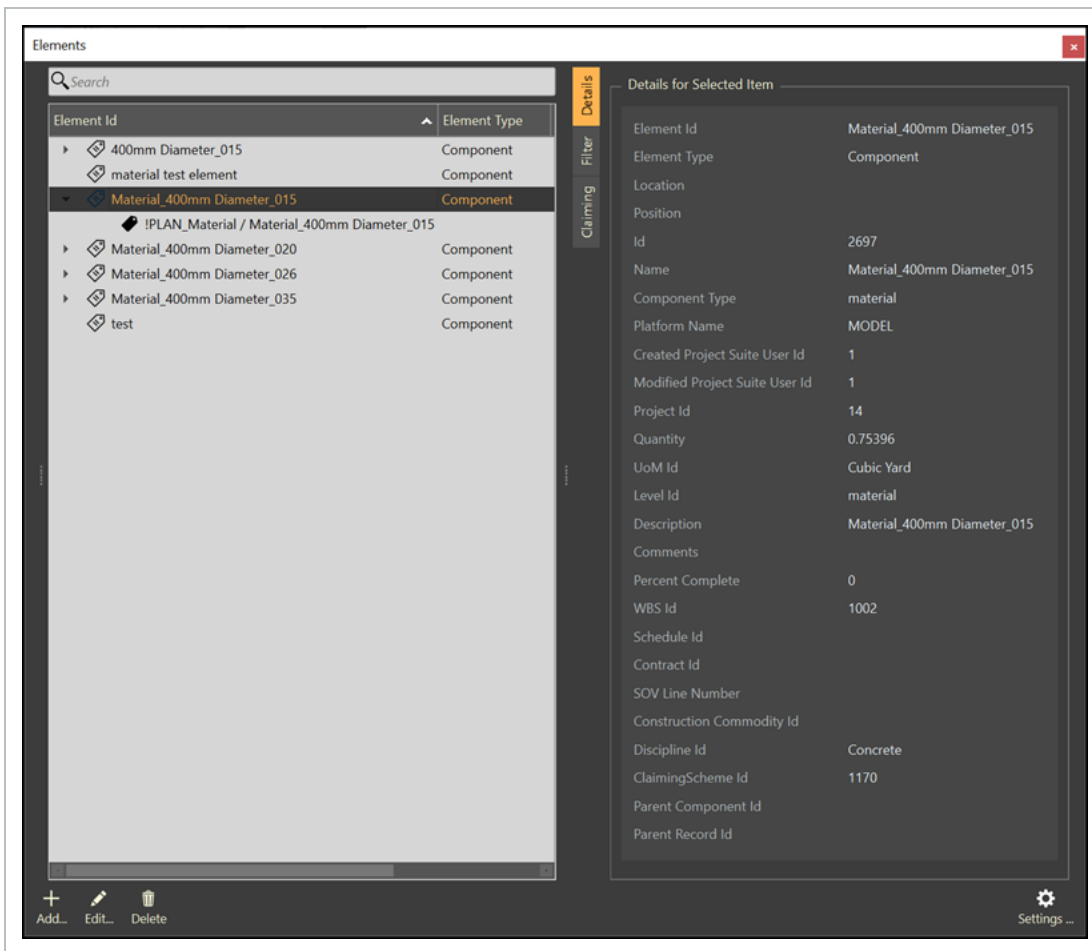 Elements
Search
Element Id Element Type
400mm Diameter_015 Component
material test element Component
Material_400mm Diameter_015 Component
!PLAN_Material / Material_400mm Diameter_015
Material_400mm Diameter_020 Component
Material_400mm Diameter_026 Component
Material_400mm Diameter_035 Component
test Component
Details
Filter
Claiming
Details for Selected Item
Element Id Material_400mm Diameter_015
Element Type Component
Location
Position
Id 2697
Name Material_400mm Diameter_015
Component Type material
Platform Name MODEL
Created Project Suite User Id 1
Modified Project Suite User Id 1
Project Id 14
Quantity 0.75396
UoM Id Cubic Yard
Level Id material
Description Material_400mm Diameter_015
Comments
Percent Complete 0
WBS Id 1002
Schedule Id
Contract Id
SOV Line Number
Construction Commodity Id
Discipline Id Concrete
ClaimingScheme Id 1170
Parent Component Id
Parent Record Id
Add... Edit... Delete
Settings ...